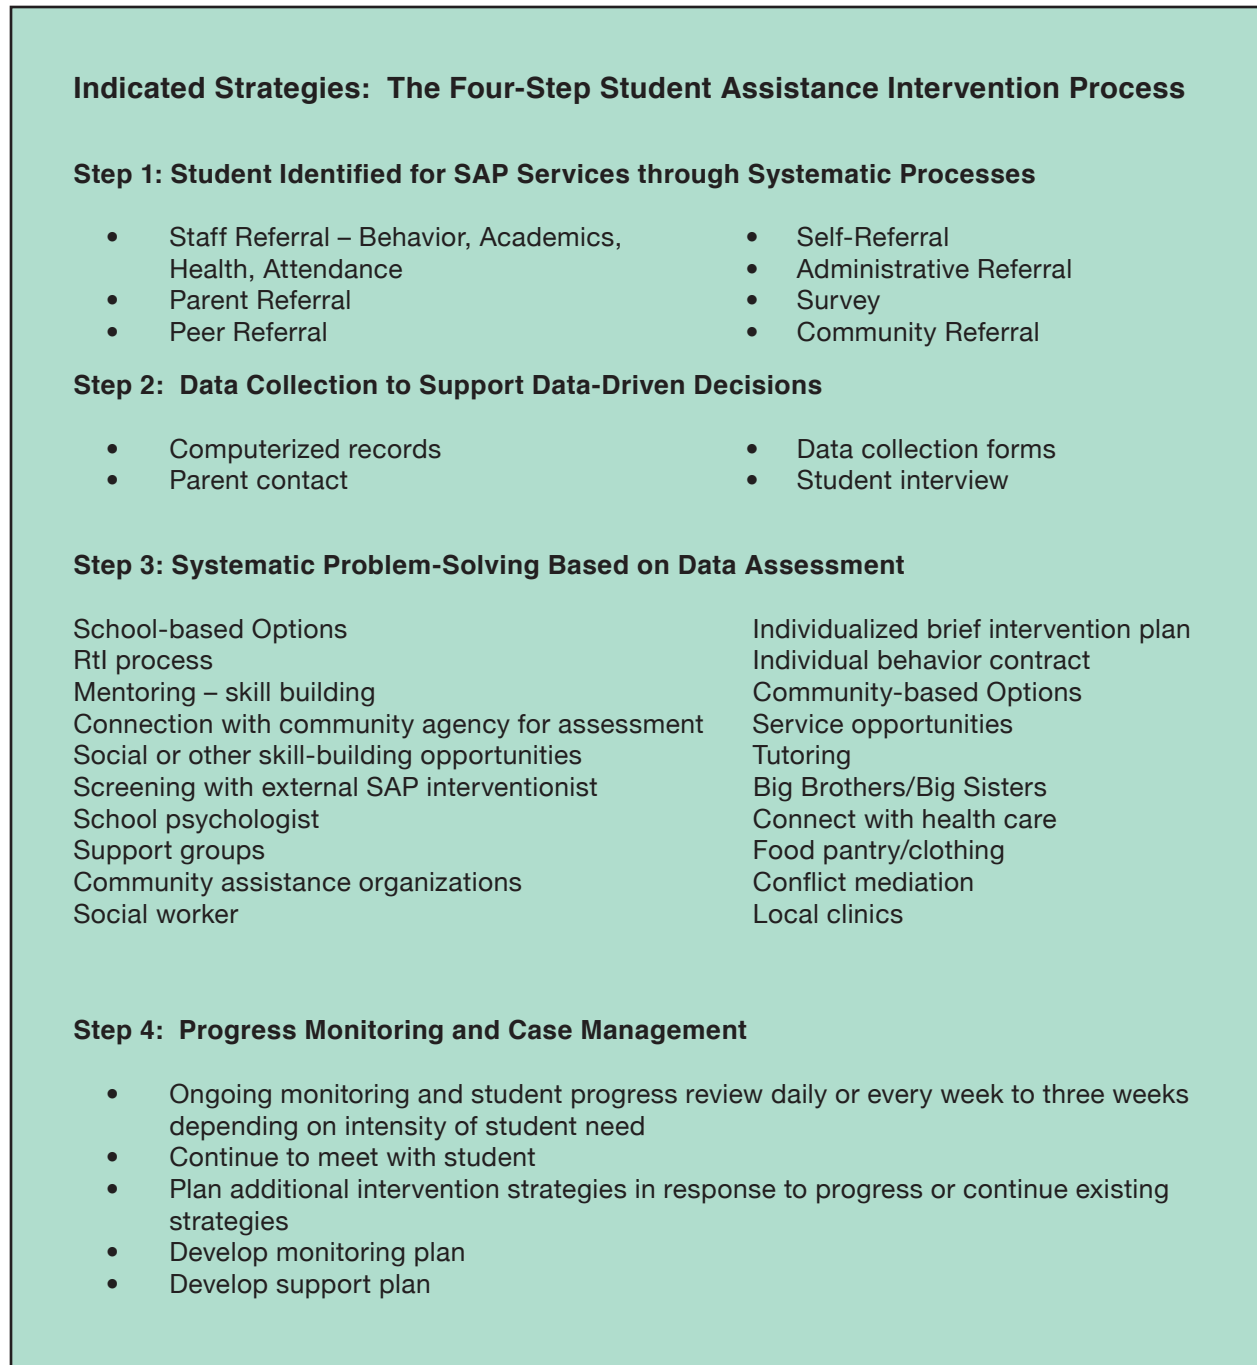 Indicated Strategies: The Four-Step Student Assistance Intervention Process
Step 1: Student Identified for SAP Services through Systematic Processes
• Staff Referral – Behavior, Academics,
Health, Attendance
• Parent Referral
• Peer Referral
• Self-Referral
• Administrative Referral
• Survey
• Community Referral
Step 2: Data Collection to Support Data-Driven Decisions
• Computerized records
• Parent contact
• Data collection forms
• Student interview
Step 3: Systematic Problem-Solving Based on Data Assessment
School-based Options
RtI process
Mentoring – skill building
Connection with community agency for assessment
Social or other skill-building opportunities
Screening with external SAP interventionist
School psychologist
Support groups
Community assistance organizations
Social worker
Individualized brief intervention plan
Individual behavior contract
Community-based Options
Service opportunities
Tutoring
Big Brothers/Big Sisters
Connect with health care
Food pantry/clothing
Conflict mediation
Local clinics
Step 4: Progress Monitoring and Case Management
• Ongoing monitoring and student progress review daily or every week to three weeks
depending on intensity of student need
• Continue to meet with student
• Plan additional intervention strategies in response to progress or continue existing
strategies
• Develop monitoring plan
• Develop support plan